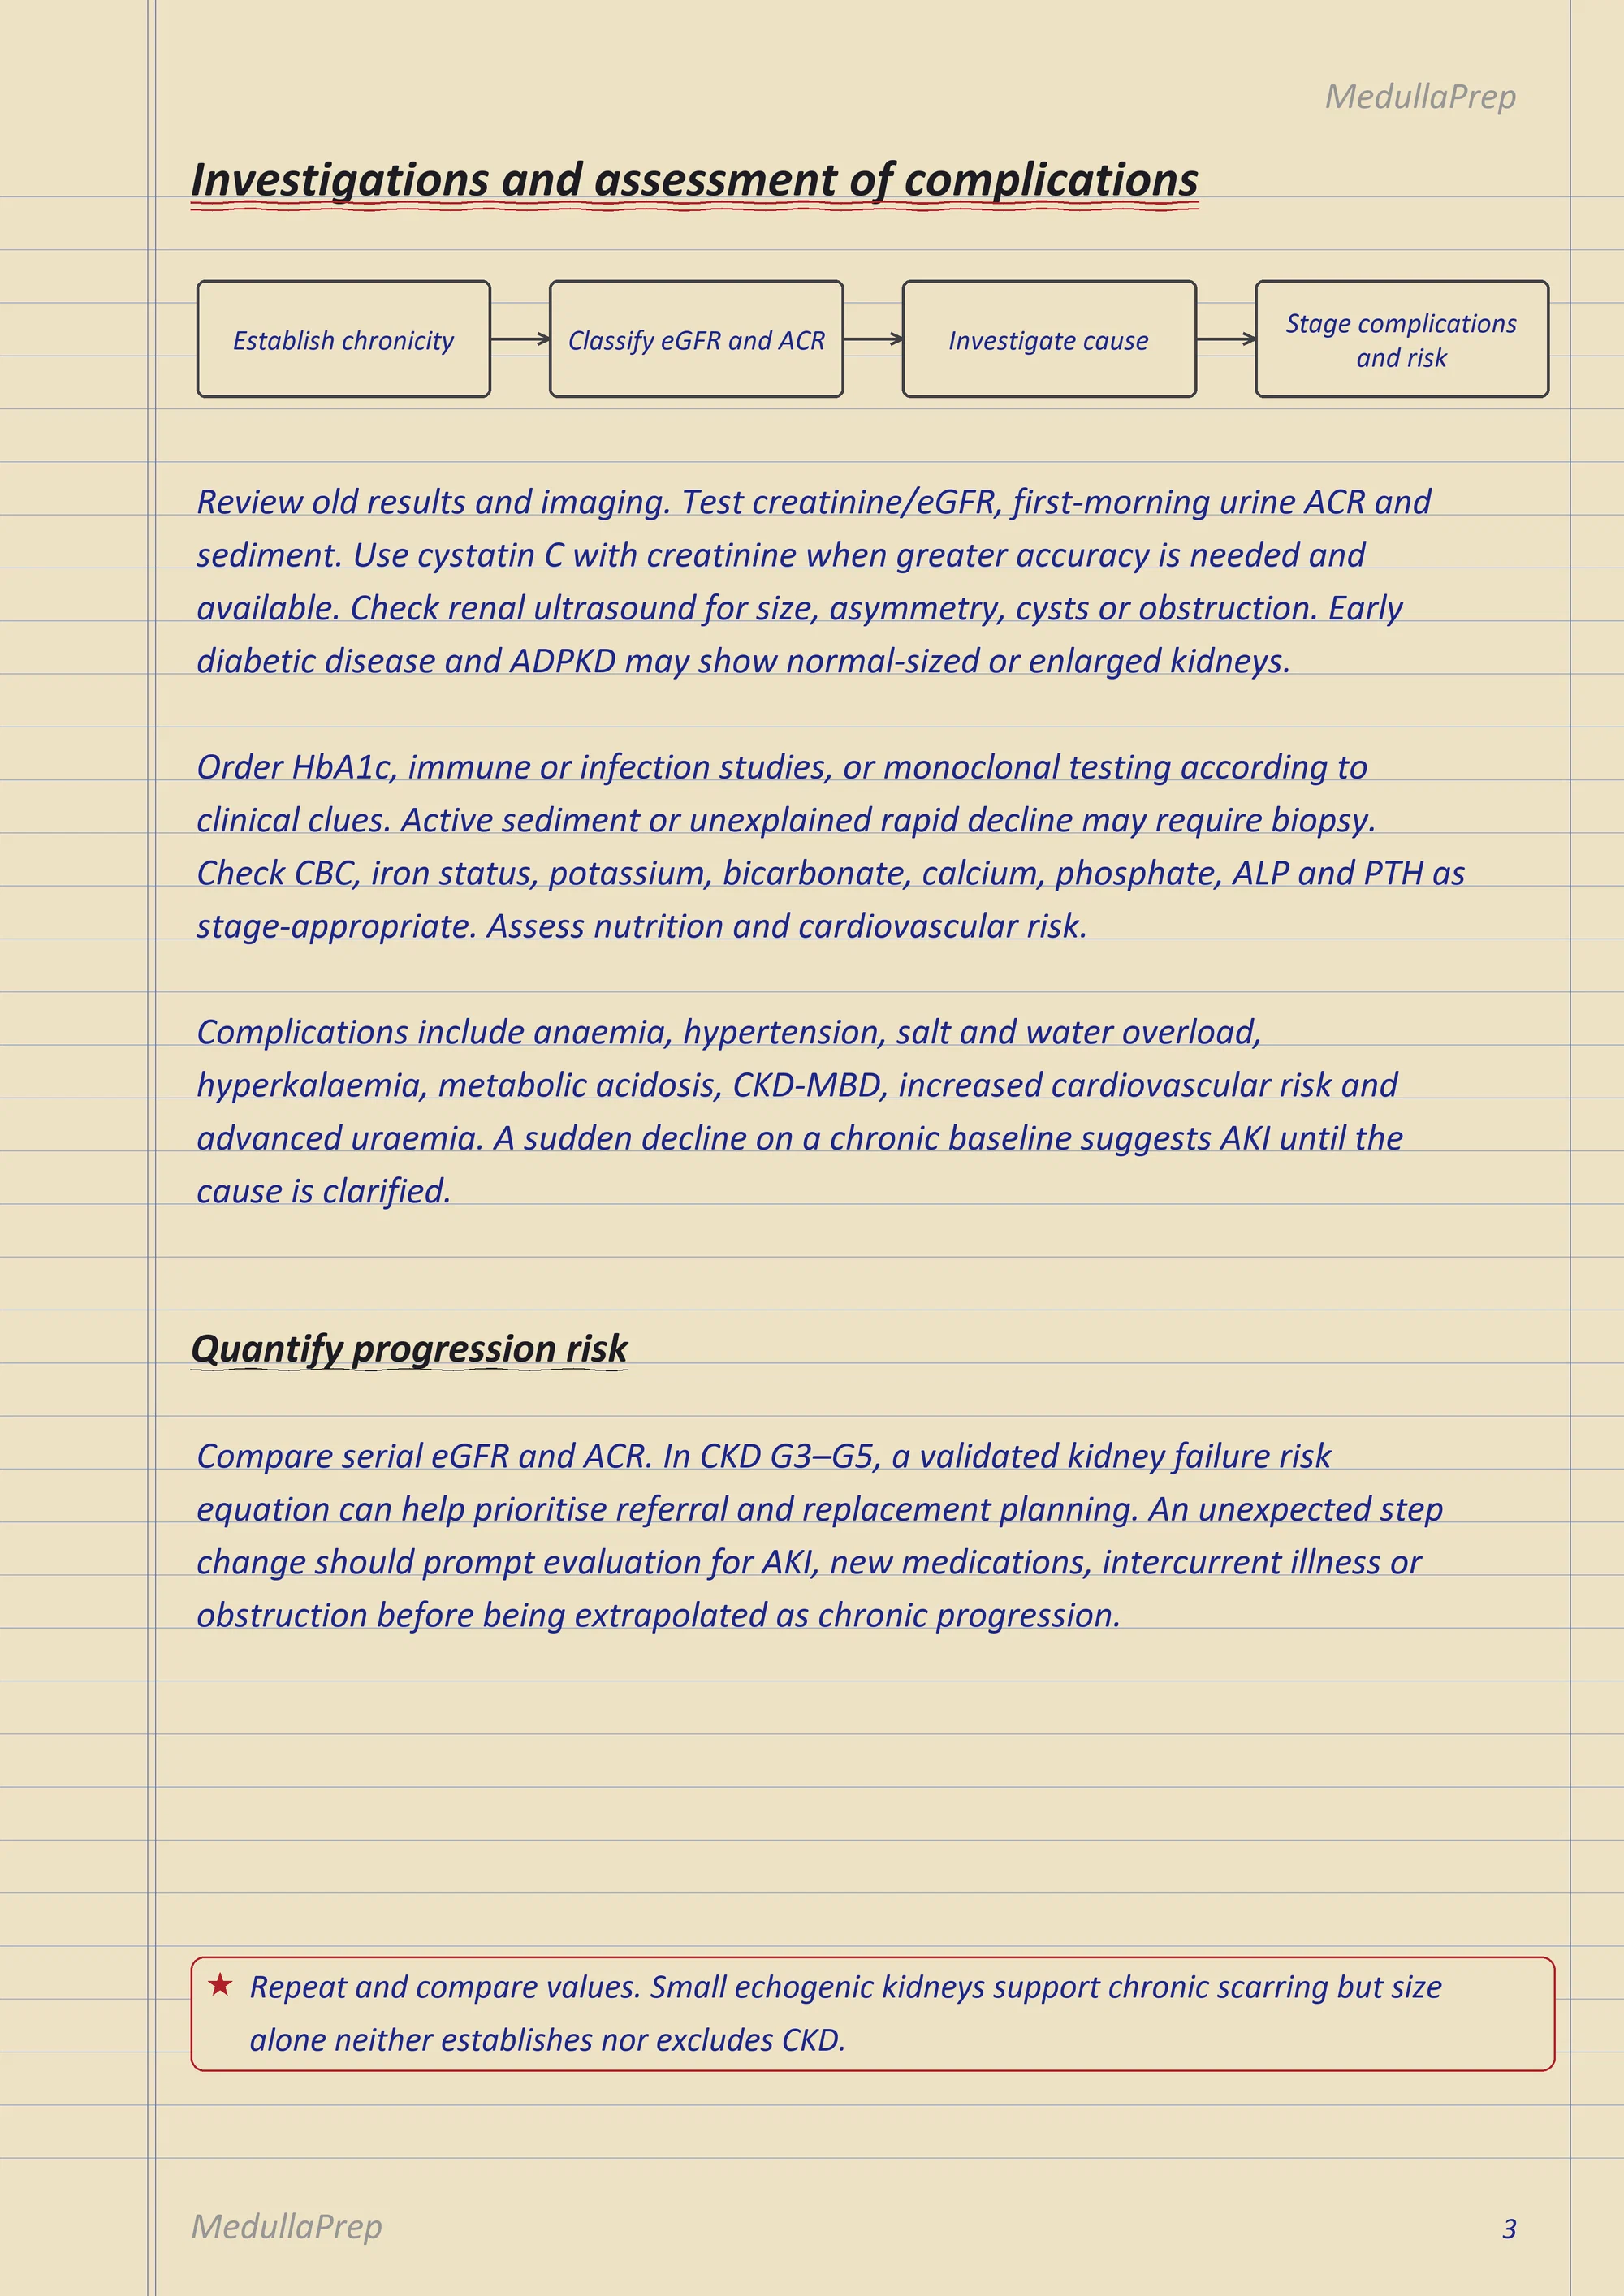 MedullaPrep
Investigations and assessment of complications
Establish chronicity
Classify eGFR and ACR
Investigate cause
Stage complications
and risk
Review old results and imaging. Test creatinine/eGFR, first-morning urine ACR and
sediment. Use cystatin C with creatinine when greater accuracy is needed and
available. Check renal ultrasound for size, asymmetry, cysts or obstruction. Early
diabetic disease and ADPKD may show normal-sized or enlarged kidneys.
Order HbA1c, immune or infection studies, or monoclonal testing according to
clinical clues. Active sediment or unexplained rapid decline may require biopsy.
Check CBC, iron status, potassium, bicarbonate, calcium, phosphate, ALP and PTH as
stage-appropriate. Assess nutrition and cardiovascular risk.
Complications include anaemia, hypertension, salt and water overload,
hyperkalaemia, metabolic acidosis, CKD-MBD, increased cardiovascular risk and
advanced uraemia. A sudden decline on a chronic baseline suggests AKI until the
cause is clarified.
Quantify progression risk
Compare serial eGFR and ACR. In CKD G3–G5, a validated kidney failure risk
equation can help prioritise referral and replacement planning. An unexpected step
change should prompt evaluation for AKI, new medications, intercurrent illness or
obstruction before being extrapolated as chronic progression.
★ Repeat and compare values. Small echogenic kidneys support chronic scarring but size
alone neither establishes nor excludes CKD.
MedullaPrep
3